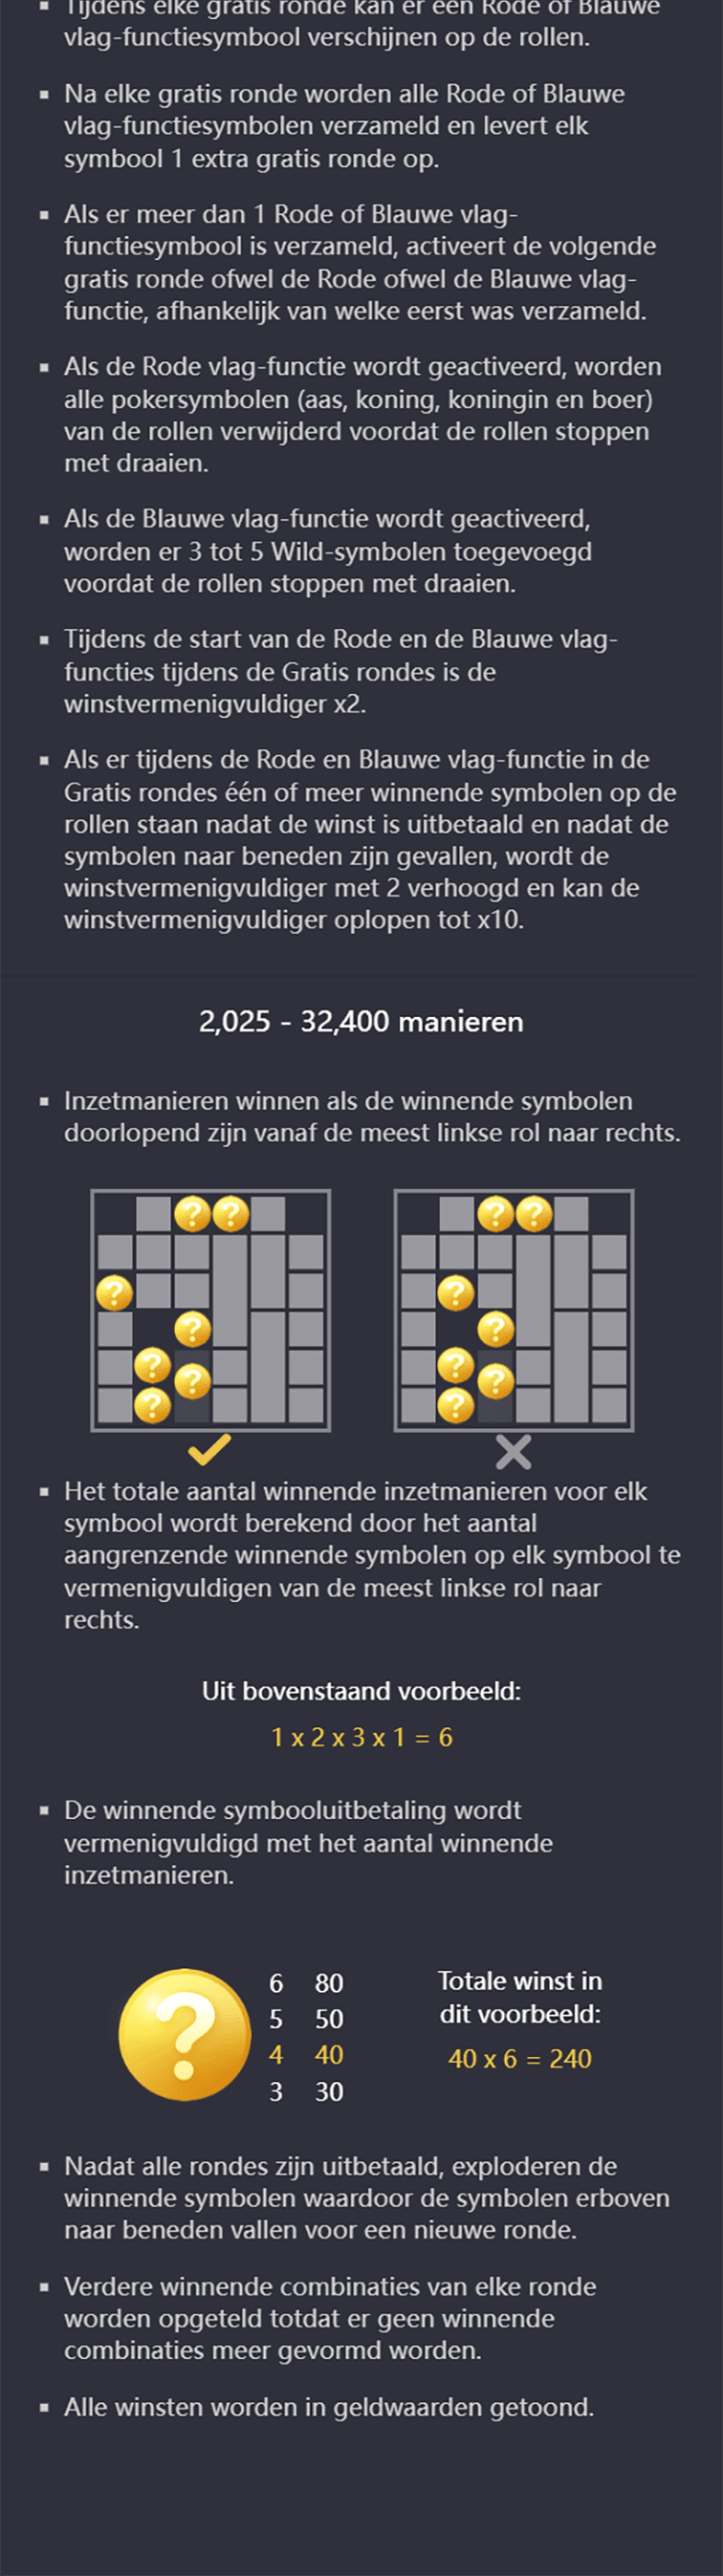 Tijdens elke gratis ronde kan er één Rode of Blauwe
vlag-functiesymbool verschijnen op de rollen.
Na elke gratis ronde worden alle Rode of Blauwe
vlag-functiesymbolen verzameld en levert elk
symbool 1 extra gratis ronde op.
Als er meer dan 1 Rode of Blauwe vlag-
functiesymbool is verzameld, activeert de volgende
gratis ronde ofwel de Rode ofwel de Blauwe vlag-
functie, afhankelijk van welke eerst was verzameld.
Als de Rode vlag-functie wordt geactiveerd, worden
alle pokersymbolen (aas, koning, koningin en boer)
van de rollen verwijderd voordat de rollen stoppen
met draaien.
Als de Blauwe vlag-functie wordt geactiveerd,
worden er 3 tot 5 Wild-symbolen toegevoegd
voordat de rollen stoppen met draaien.
Tijdens de start van de Rode en de Blauwe vlag-
functies tijdens de Gratis rondes is de
winstvermenigvuldiger x2.
Als er tijdens de Rode en Blauwe vlag-functie in de
Gratis rondes één of meer winnende symbolen op de
rollen staan nadat de winst is uitbetaald en nadat de
symbolen naar beneden zijn gevallen, wordt de
winstvermenigvuldiger met 2 verhoogd en kan de
winstvermenigvuldiger oplopen tot x10.
2,025 - 32,400 manieren
Inzetmanieren winnen als de winnende symbolen
doorlopend zijn vanaf de meest linkse rol naar rechts.
Het totale aantal winnende inzetmanieren voor elk
symbool wordt berekend door het aantal
aangrenzende winnende symbolen op elk symbool te
vermenigvuldigen van de meest linkse rol naar
rechts.
Uit bovenstaand voorbeeld:
1 x 2 x 3 x 1 = 6
De winnende symbooluitbetaling wordt
vermenigvuldigd met het aantal winnende
inzetmanieren.
6 80
5 50
4 40
3 30
Totale winst in
dit voorbeeld:
40 x 6 = 240
Nadat alle rondes zijn uitbetaald, exploderen de
winnende symbolen waardoor de symbolen erboven
naar beneden vallen voor een nieuwe ronde.
Verdere winnende combinaties van elke ronde
worden opgeteld totdat er geen winnende
combinaties meer gevormd worden.
Alle winsten worden in geldwaarden getoond.